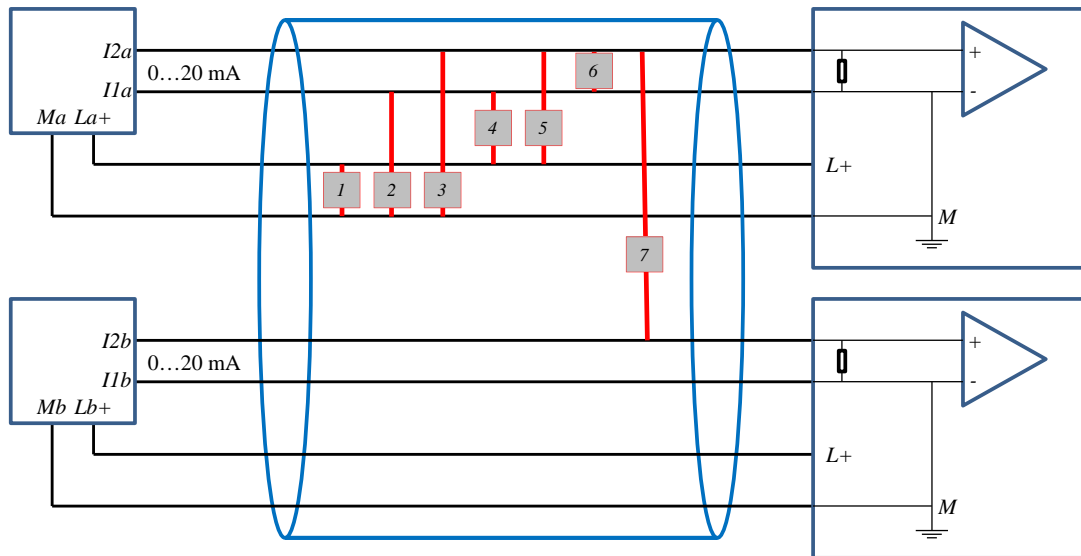 I2a
0…20 mA
I1a
Ma La+
1
2
3
4
5
6
7
+
-
L+
M
I2b
0…20 mA
I1b
Mb Lb+
+
-
L+
M